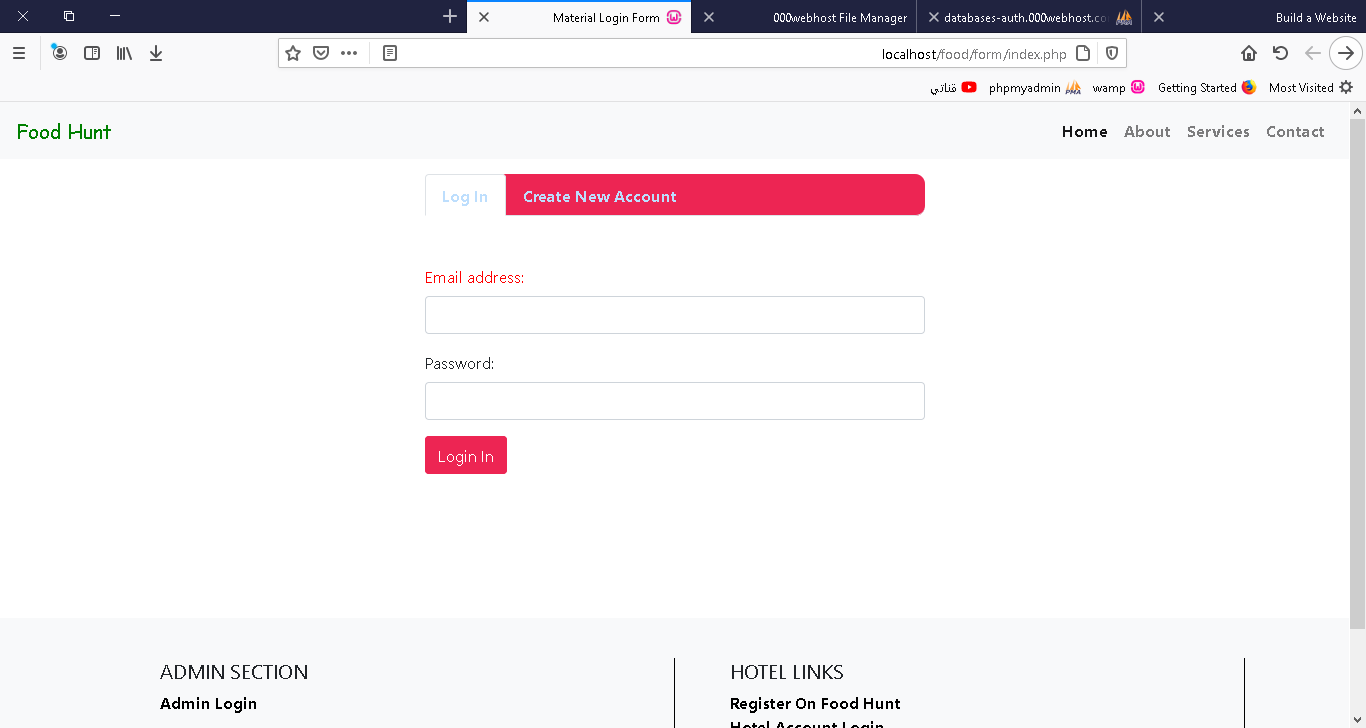 Material Login Form
000webhost File Manager
databases-auth.000webhost.co
Build a Website
localhost/food/form/index.php
قناتي
phpmyadmin
wamp
Getting Started
Most Visited
Food Hunt
Home
About
Services
Contact
Log In
Create New Account
Email address:
Password:
Login In
ADMIN SECTION
Admin Login
HOTEL LINKS
Register On Food Hunt
Hotel Account Login